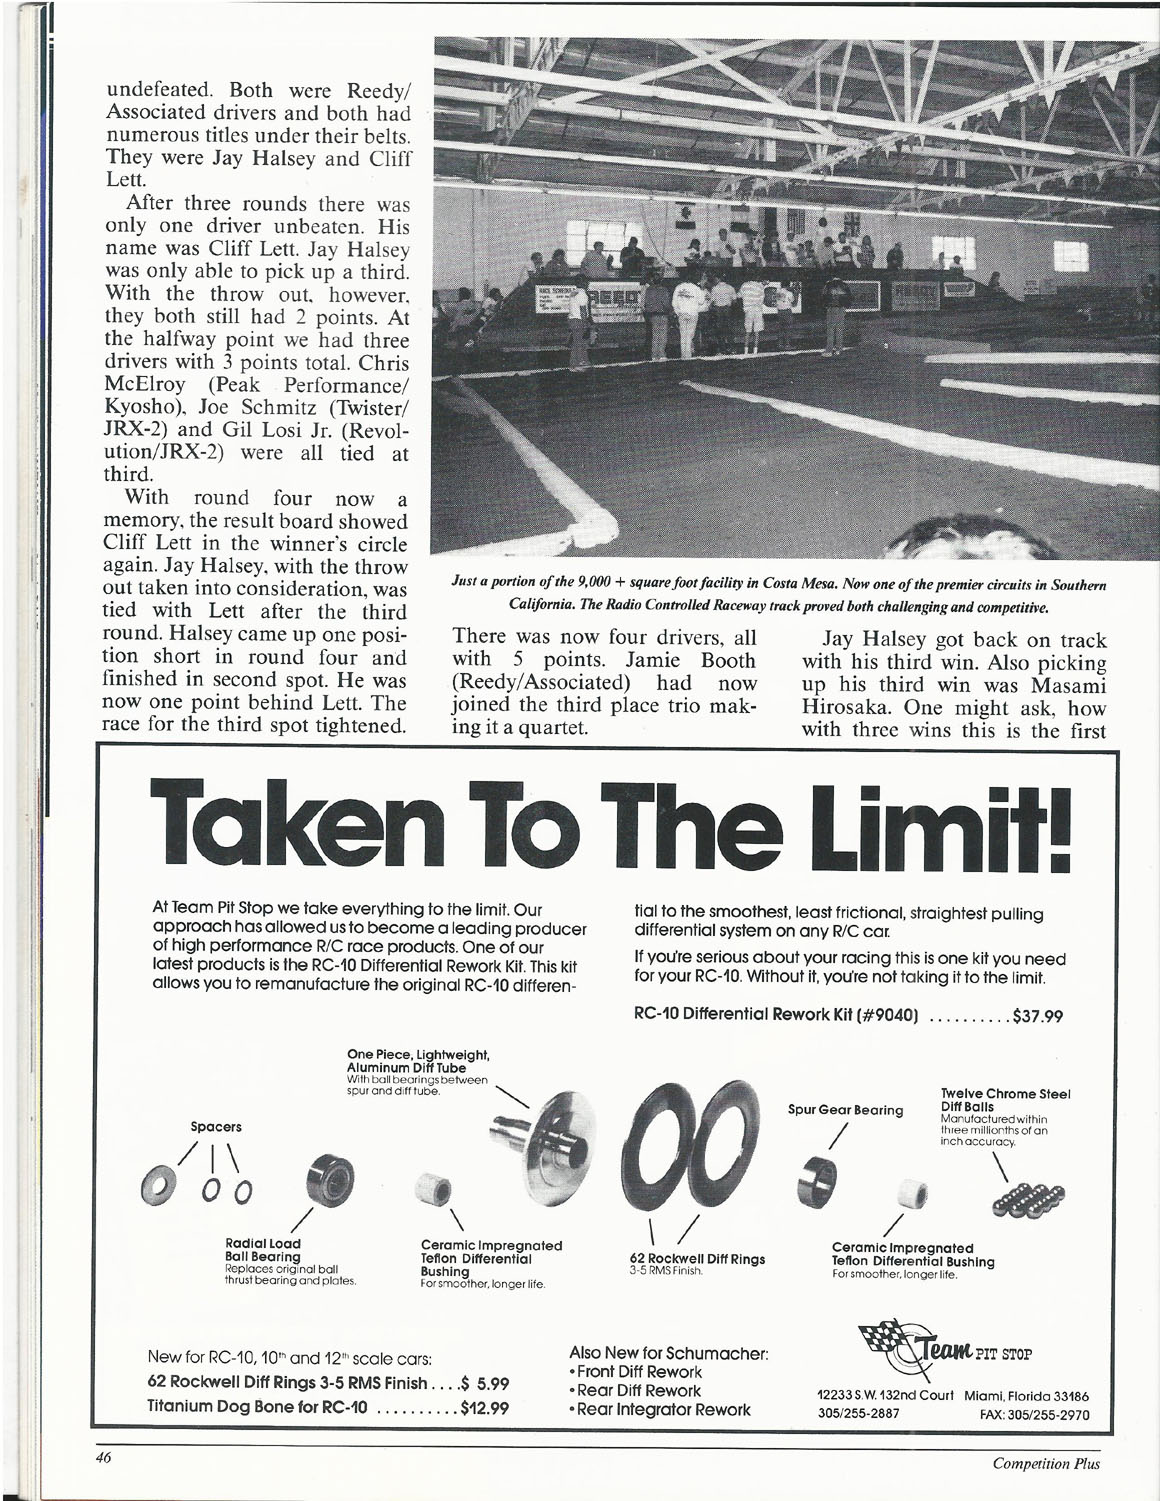 undefeated. Both were Reedy/
Associated drivers and both had
numerous titles under their belts.
They were Jay Halsey and Cliff
Lett.
After three rounds there was
only one driver unbeaten. His
name was Cliff Lett. Jay Halsey
was only able to pick up a third.
With the throw out, however,
they both still had 2 points. At
the halfway point we had three
drivers with 3 points total. Chris
McElroy (Peak Performance/
Kyosho), Joe Schmitz (Twister/
JRX-2) and Gil Losi Jr. (Revol-
ution/JRX-2) were all tied at
third.
With round four now a
memory, the result board showed
Cliff Lett in the winner's circle
again. Jay Halsey, with the throw
out taken into consideration, was
tied with Lett after the third
round. Halsey came up one posi-
tion short in round four and
finished in second spot. He was
now one point behind Lett. The
race for the third spot tightened.
REEDY
Just a portion of the 9,000 + square foot facility in Costa Mesa. Now one of the premier circuits in Southern
California. The Radio Controlled Raceway track proved both challenging and competitive.
There was now four drivers, all
with 5 points. Jamie Booth
(Reedy/Associated) had now
joined the third place trio mak-
ing it a quartet.
Jay Halsey got back on track
with his third win. Also picking
up his third win was Masami
Hirosaka. One might ask, how
with three wins this is the first
Taken To The Limit!
At Team Pit Stop we take everything to the limit. Our
approach has allowed us to become a leading producer
of high performance R/C race products. One of our
latest products is the RC-10 Differential Rework Kit. This kit
allows you to remanufacture the original RC-10 differen-
tial to the smoothest, least frictional, straightest pulling
differential system on any R/C car.
If you're serious about your racing this is one kit you need
for your RC-10. Without it, you're not taking it to the limit.
RC-10 Differential Rework Kit (#9040) ..........$37.99
One Piece, Lightweight,
Aluminum Diff Tube
With ball bearings between
spur and diff tube.
Spacers
Spur Gear Bearing
Twelve Chrome Steel
Diff Balls
Manufactured within
three millionths of an
inch accuracy.
Radial Load
Ball Bearing
Replaces original ball
thrust bearing and plates.
Ceramic Impregnated
Teflon Differential
Bushing
For smoother, longer life.
62 Rockwell Diff Rings
3-5 RMS Finish.
Ceramic Impregnated
Teflon Differential Bushing
For smoother, longer life.
New for RC-10, 10th and 12th scale cars:
62 Rockwell Diff Rings 3-5 RMS Finish ....$ 5.99
Titanium Dog Bone for RC-10 ..........$12.99
Also New for Schumacher:
• Front Diff Rework
• Rear Diff Rework
• Rear Integrator Rework
Team PIT STOP
12233 S.W. 132nd Court Miami, Florida 33186
305/255-2887 FAX: 305/255-2970
46
Competition Plus